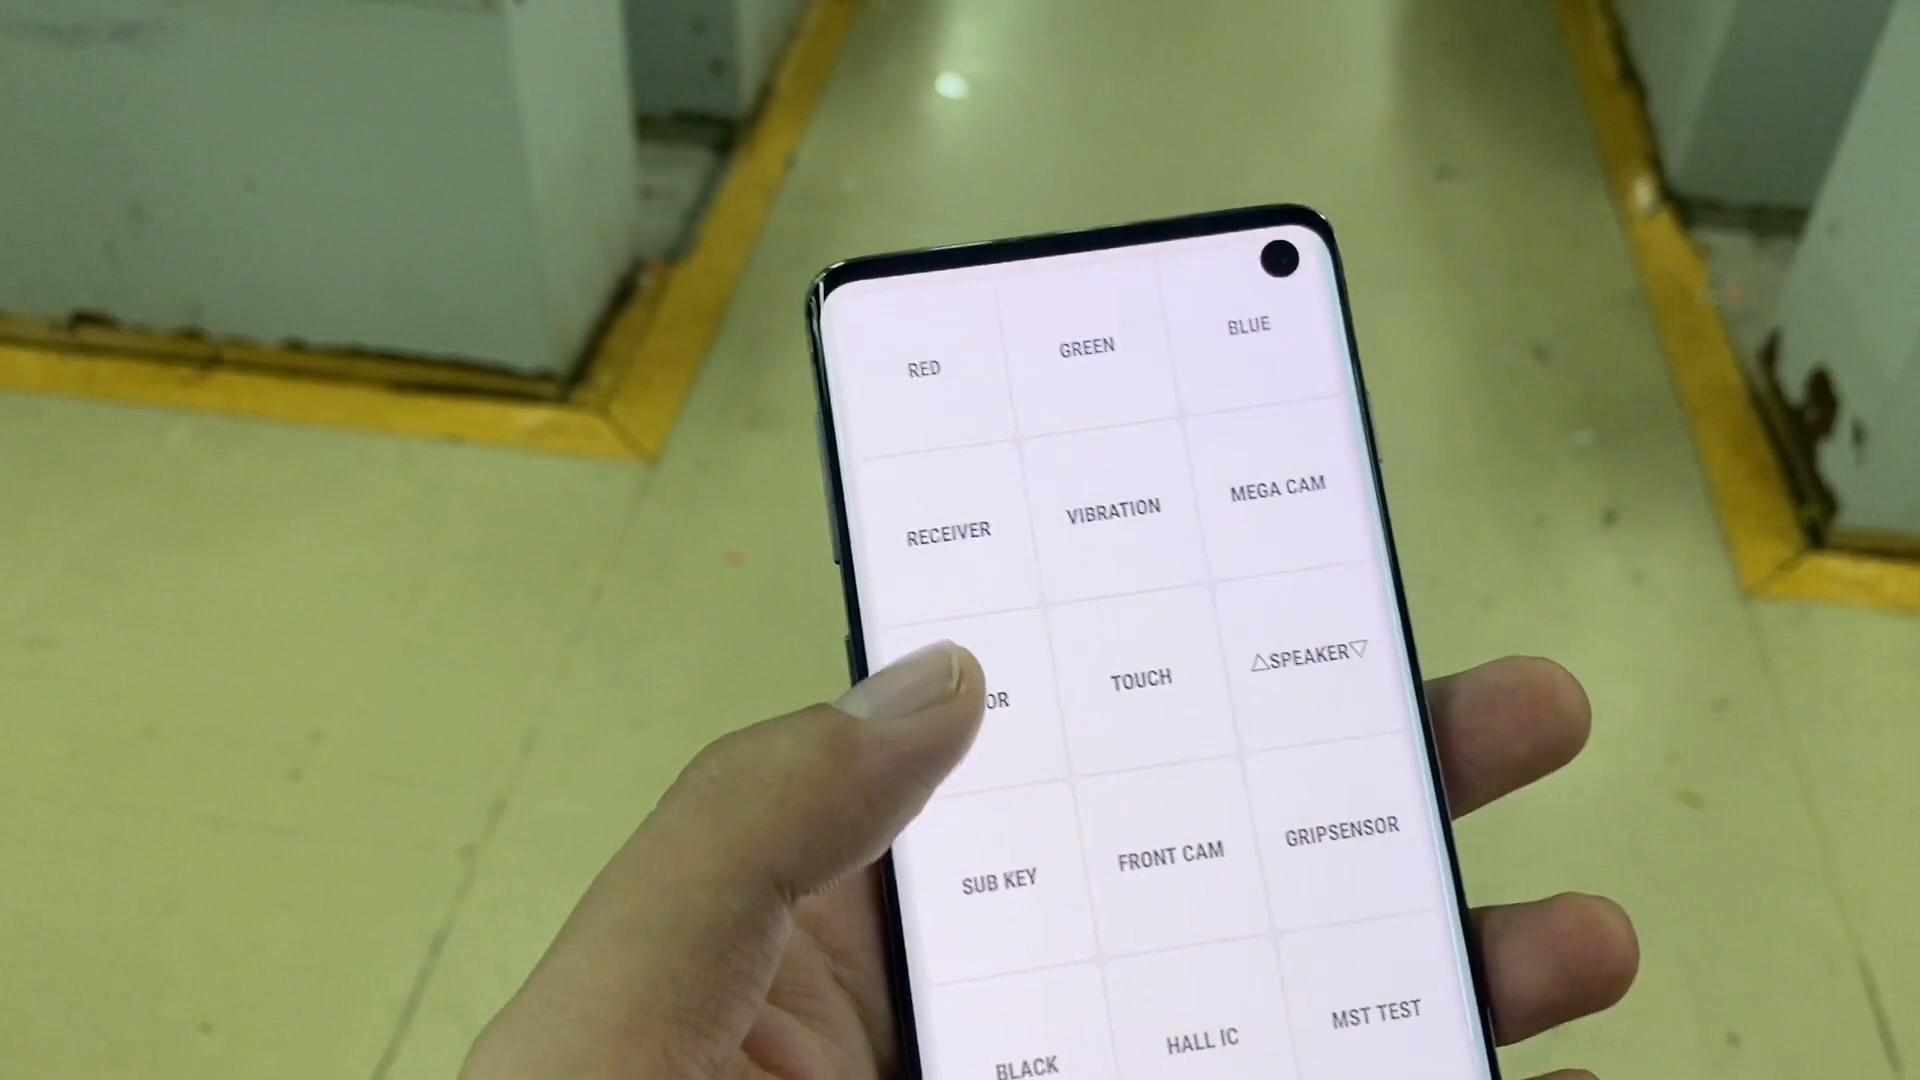 RED
GREEN
BLUE
RECEIVER
VIBRATION
MEGA CAM
OR
TOUCH
△SPEAKER▽
SUB KEY
FRONT CAM
GRIPSENSOR
BLACK
HALL IC
MST TEST